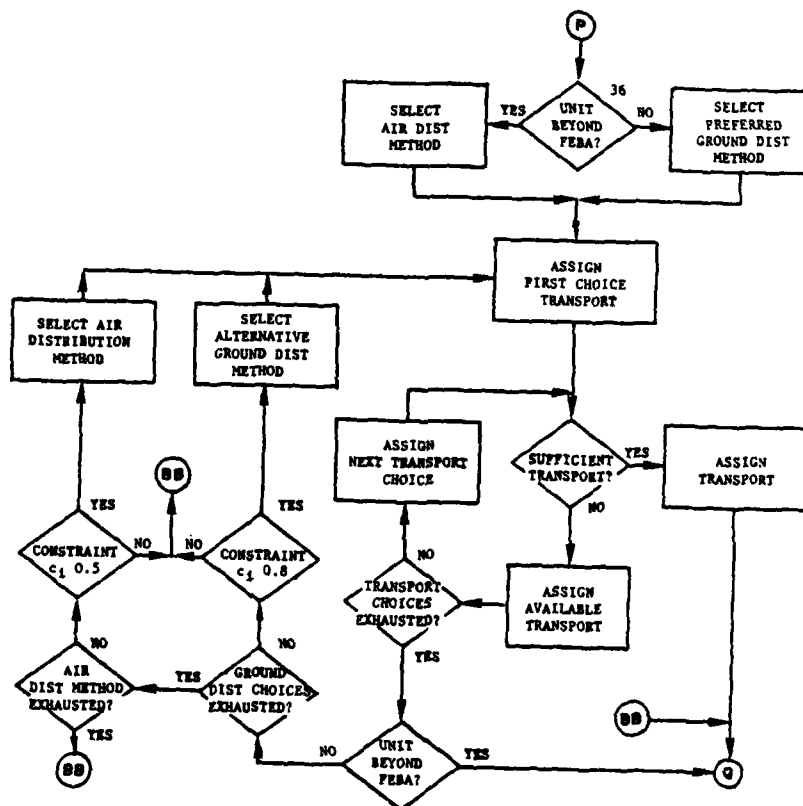 P
36
SELECT
AIR DIST
METHOD
YES
UNIT
BEYOND
FEBA?
NO
SELECT
PREFERRED
GROUND DIST
METHOD
ASSIGN
FIRST CHOICE
TRANSPORT
SELECT AIR
DISTRIBUTION
METHOD
SELECT
ALTERNATIVE
GROUND DIST
METHOD
ASSIGN
NEXT TRANSPORT
CHOICE
SUFFICIENT
TRANSPORT?
YES
ASSIGN
TRANSPORT
NO
BB
YES
YES
CONSTRAINT
c1 0.5
NO
NO
CONSTRAINT
c1 0.8
NO
TRANSPORT
CHOICES
EXHAUSTED?
ASSIGN
AVAILABLE
TRANSPORT
YES
NO
NO
AIR
DIST METHOD
EXHAUSTED?
YES
GROUND
DIST CHOICES
EXHAUSTED?
YES
BB
NO
UNIT
BEYOND
FEBA?
YES
BB
Q